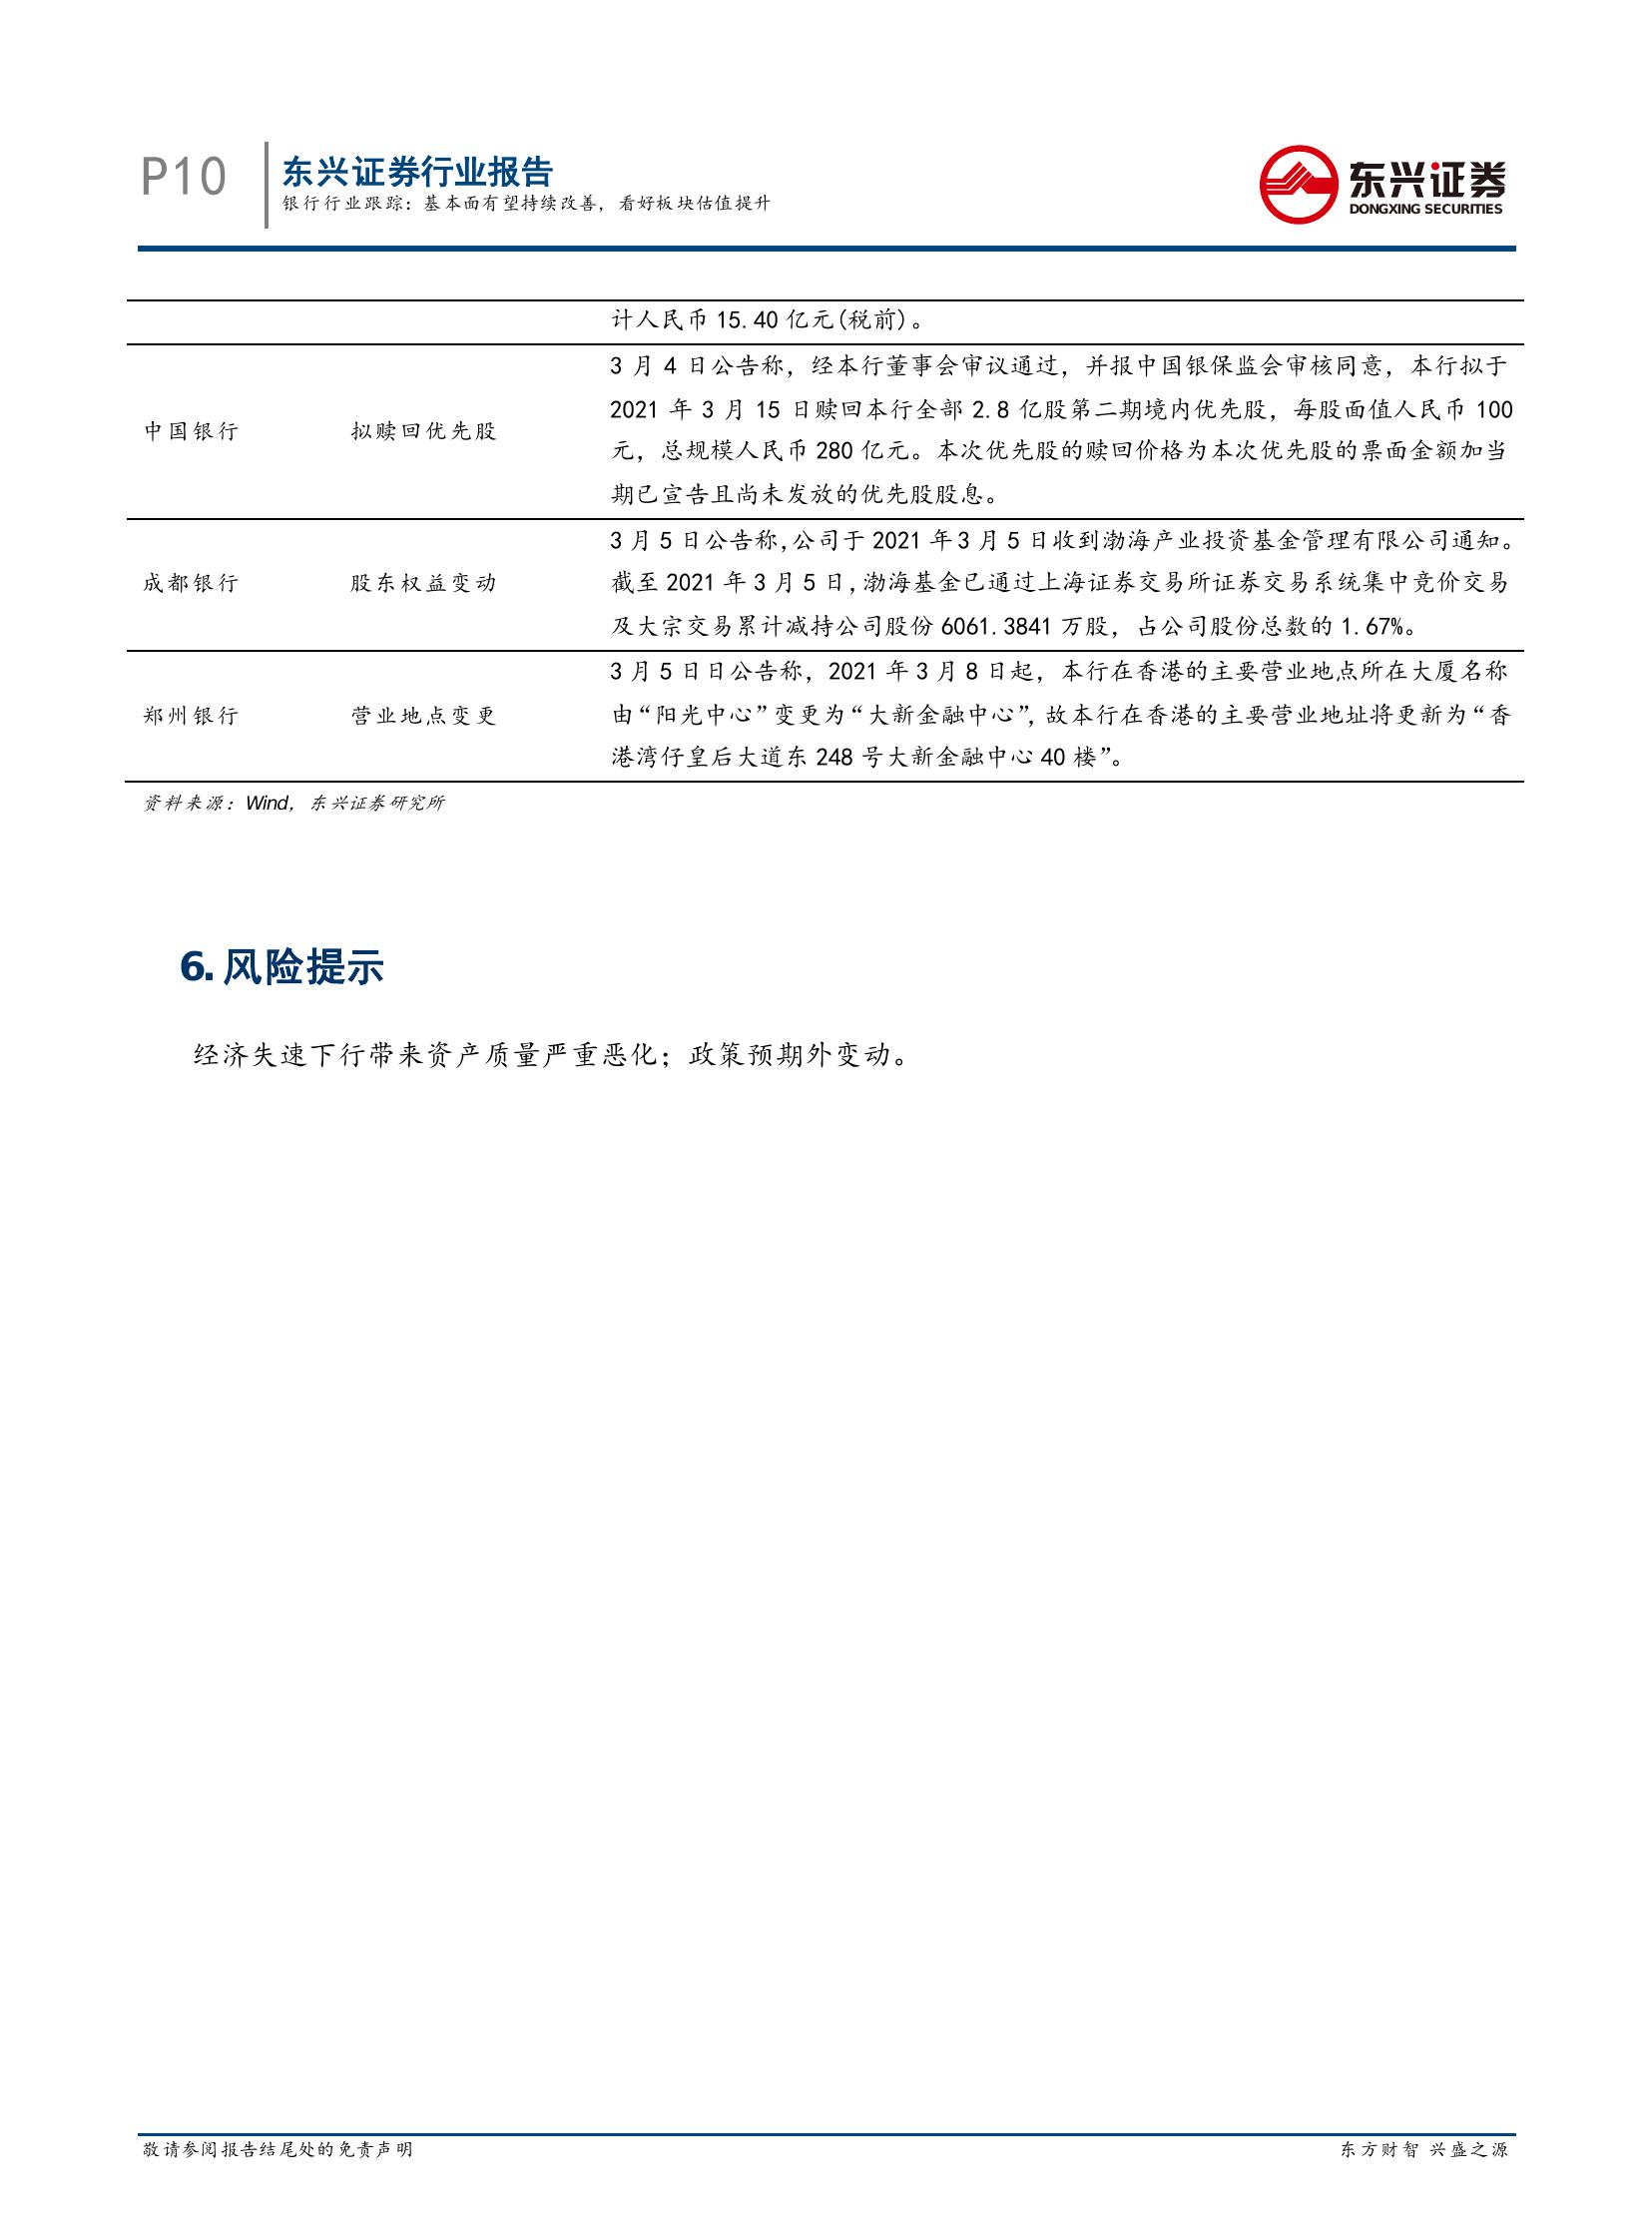 P10
东兴证券行业报告
银行行业跟踪：基本面有望持续改善，看好板块估值提升
东兴证券
DONGXING SECURITIES
计人民币 15.40 亿元(税前)。
中国银行
拟赎回优先股
3 月 4 日公告称，经本行董事会审议通过，并报中国银保监会审核同意，本行拟于
2021 年 3 月 15 日赎回本行全部 2.8 亿股第二期境内优先股，每股面值人民币 100
元，总规模人民币 280 亿元。本次优先股的赎回价格为本次优先股的票面金额加当
期已宣告且尚未发放的优先股股息。
成都银行
股东权益变动
3 月 5 日公告称,公司于 2021 年 3 月 5 日收到渤海产业投资基金管理有限公司通知。
截至 2021 年 3 月 5 日,渤海基金已通过上海证券交易所证券交易系统集中竞价交易
及大宗交易累计减持公司股份 6061.3841 万股，占公司股份总数的 1.67%。
郑州银行
营业地点变更
3 月 5 日日公告称，2021 年 3 月 8 日起，本行在香港的主要营业地点所在大厦名称
由“阳光中心”变更为“大新金融中心”,故本行在香港的主要营业地址将更新为“香
港湾仔皇后大道东 248 号大新金融中心 40 楼”。
资料来源：Wind，东兴证券研究所
6. 风险提示
经济失速下行带来资产质量严重恶化；政策预期外变动。
敬请参阅报告结尾处的免责声明
东方财智 兴盛之源